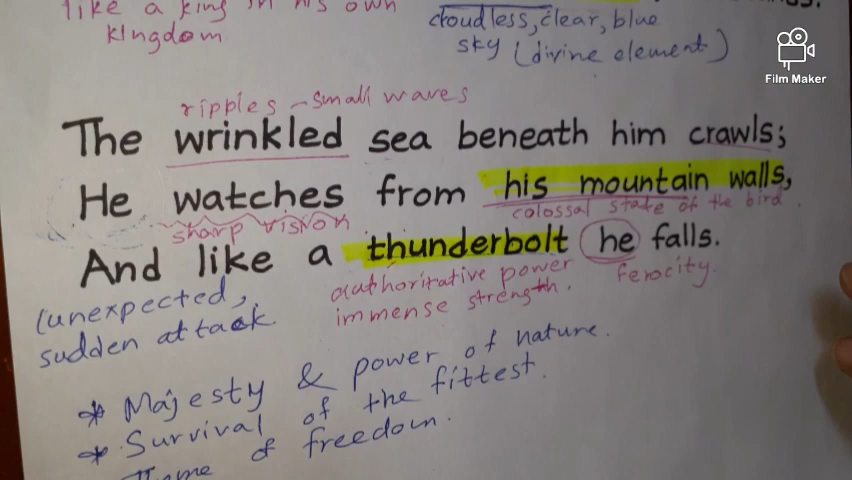 like a king in his own
kingdom
cloudless, clear, blue
sky (divine element)
Film Maker
ripples - small waves
The wrinkled sea beneath him crawls;
He watches from his mountain walls,
sharp vision
colossal state of the bird.
And like a thunderbolt he falls.
(unexpected,
sudden attack.
authoritative power
immense strength.
ferocity.
* Majesty & power of nature.
* Survival of the fittest.
of freedom.